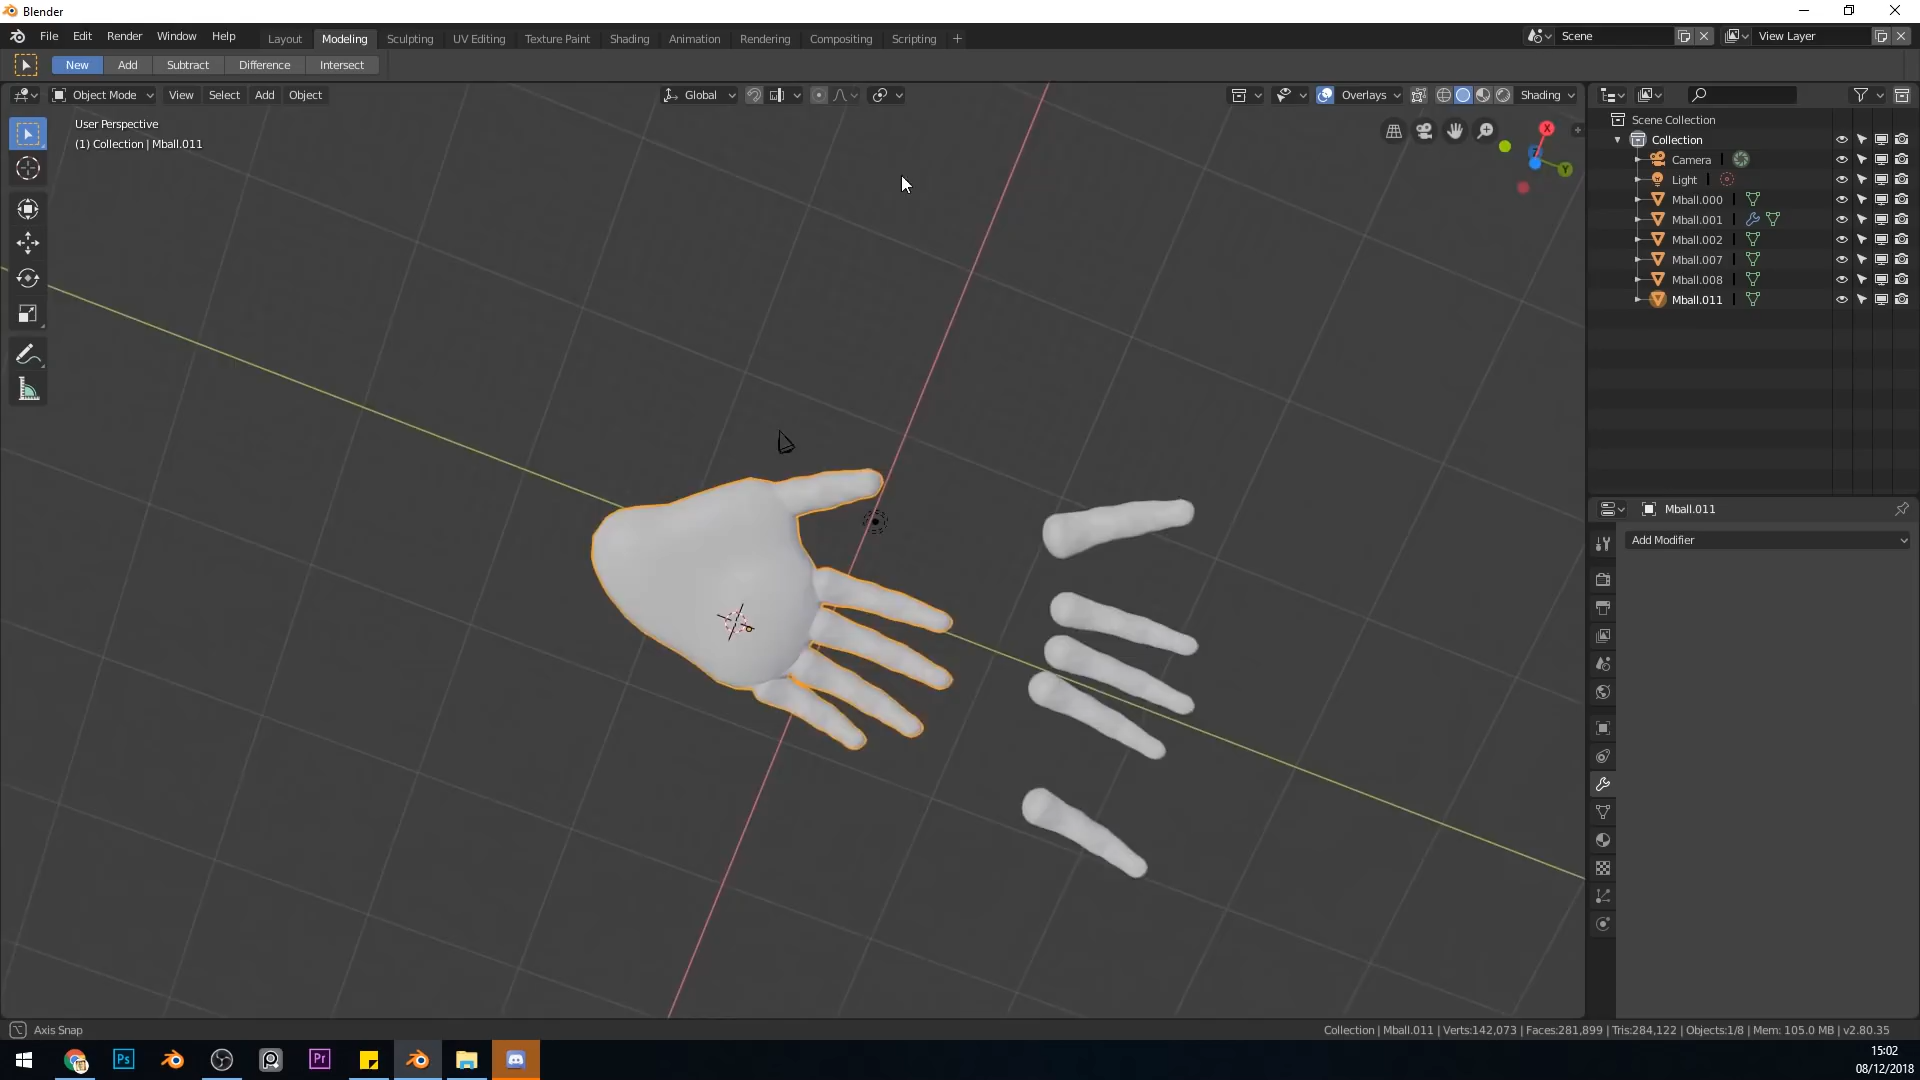 Blender
File Edit Render Window Help Layout Modeling Sculpting UV Editing Texture Paint Shading Animation Rendering Compositing Scripting + Scene View Layer
New Add Subtract Difference Intersect
Object Mode View Select Add Object Global Overlays Shading
User Perspective
(1) Collection | Mball.011
X
Y
Scene Collection
Collection
Camera
Light
Mball.000
Mball.001
Mball.002
Mball.007
Mball.008
Mball.011
Mball.011
Add Modifier
Axis Snap
Collection | Mball.011 | Verts:142,073 | Faces:281,899 | Tris:284,122 | Objects:1/8 | Mem: 105.0 MB | v2.80.35
Ps
Pr
15:02
08/12/2018